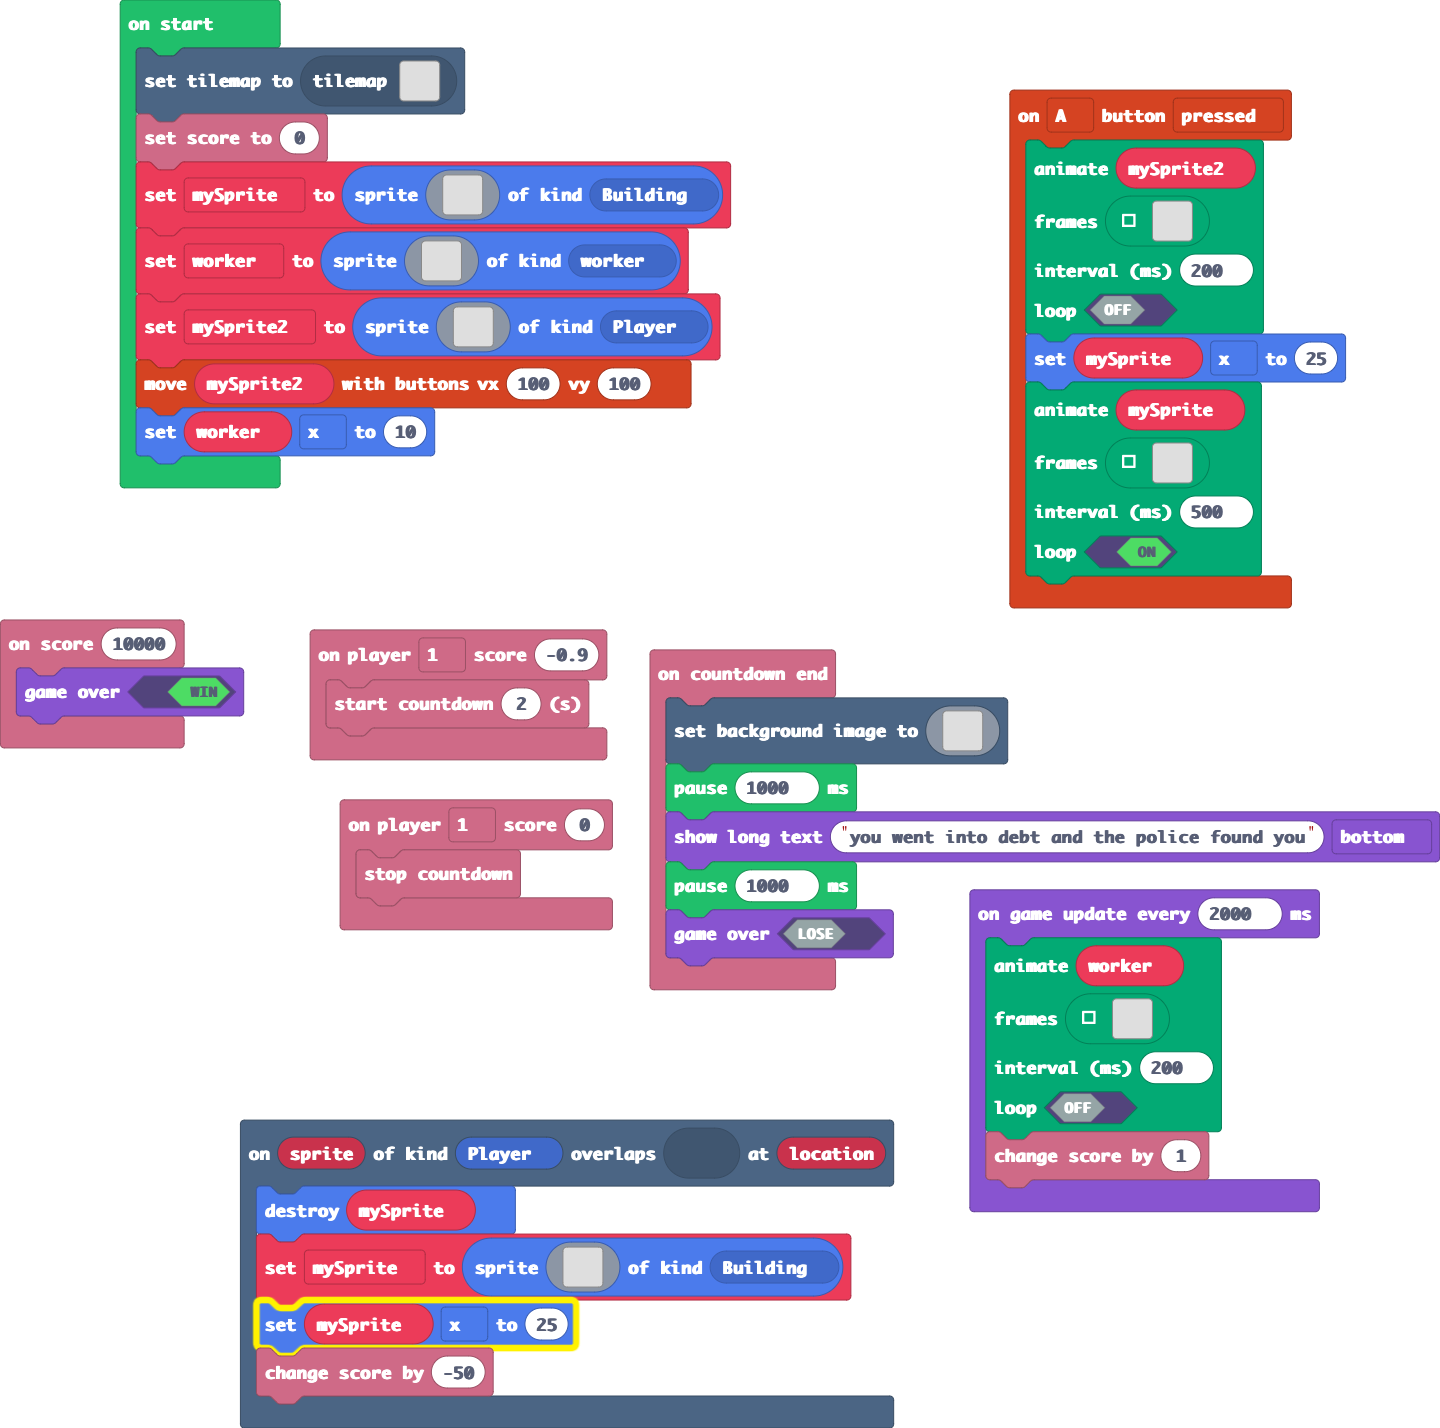 on start
set tilemap to tilemap
set score to 0
set mySprite to sprite of kind Building
set worker to sprite of kind worker
set mySprite2 to sprite of kind Player
move mySprite2 with buttons vx 100 vy 100
set worker x to 10
on A button pressed
animate mySprite2
frames
interval (ms) 200
loop OFF
set mySprite x to 25
animate mySprite
frames
interval (ms) 500
loop ON
on score 10000
game over WIN
on player 1 score -0.9
start countdown 2 (s)
on player 1 score 0
stop countdown
on countdown end
set background image to
pause 1000 ms
show long text "you went into debt and the police found you" bottom
pause 1000 ms
game over LOSE
on game update every 2000 ms
animate worker
frames
interval (ms) 200
loop OFF
change score by 1
on sprite of kind Player overlaps at location
destroy mySprite
set mySprite to sprite of kind Building
set mySprite x to 25
change score by -50